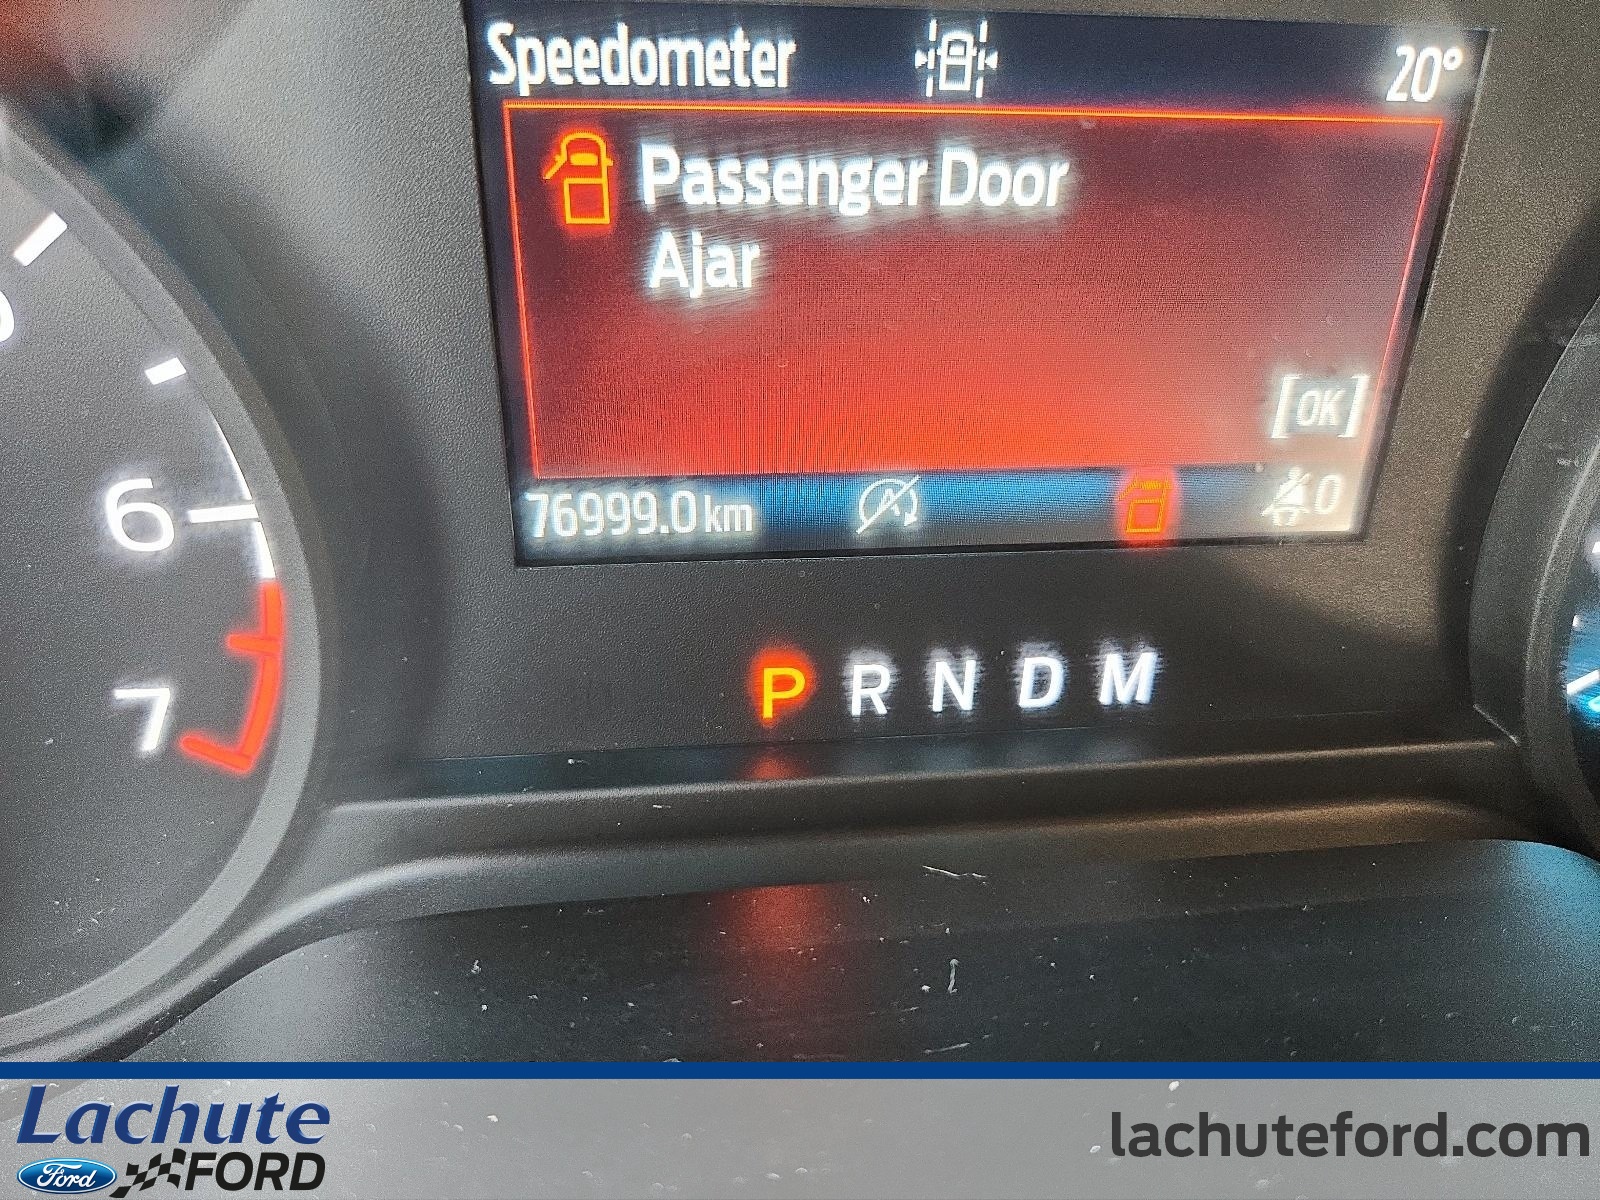 Speedometer
20°
Passenger Door
Ajar
[OK]
76999.0 km
A
0
6
7
P R N D M
Lachute
Ford FORD
lachuteford.com